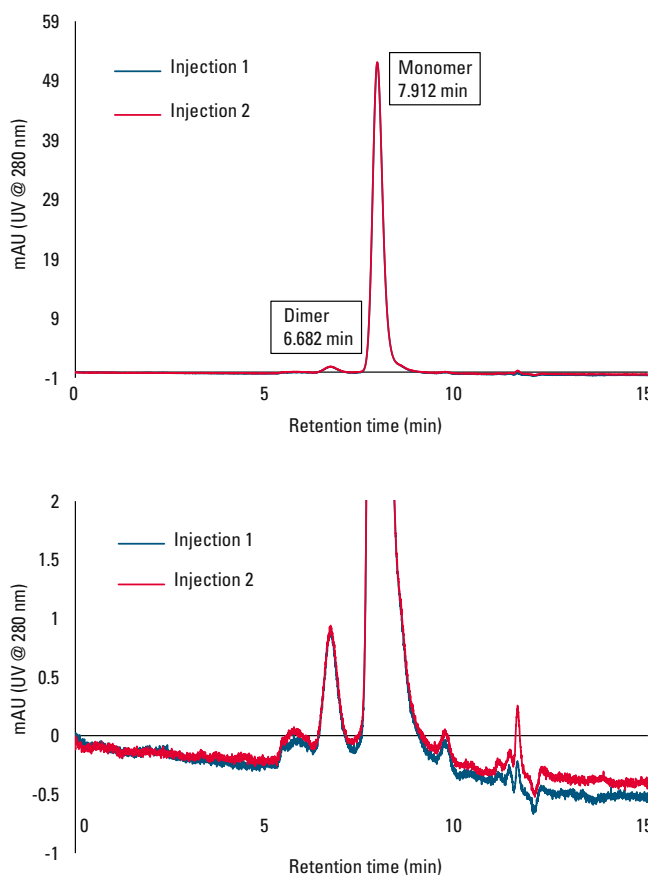 59
49
39
29
19
9
-1
mAU (UV @ 280 nm)
Injection 1
Injection 2
Monomer
7.912 min
Dimer
6.682 min
0
5
10
15
Retention time (min)
2
1.5
1
0.5
0
-0.5
-1
mAU (UV @ 280 nm)
Injection 1
Injection 2
0
5
10
15
Retention time (min)